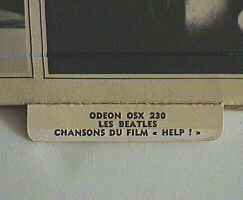 ODEON OSX 230
LES BEATLES
CHANSONS DU FILM « HELP ! »